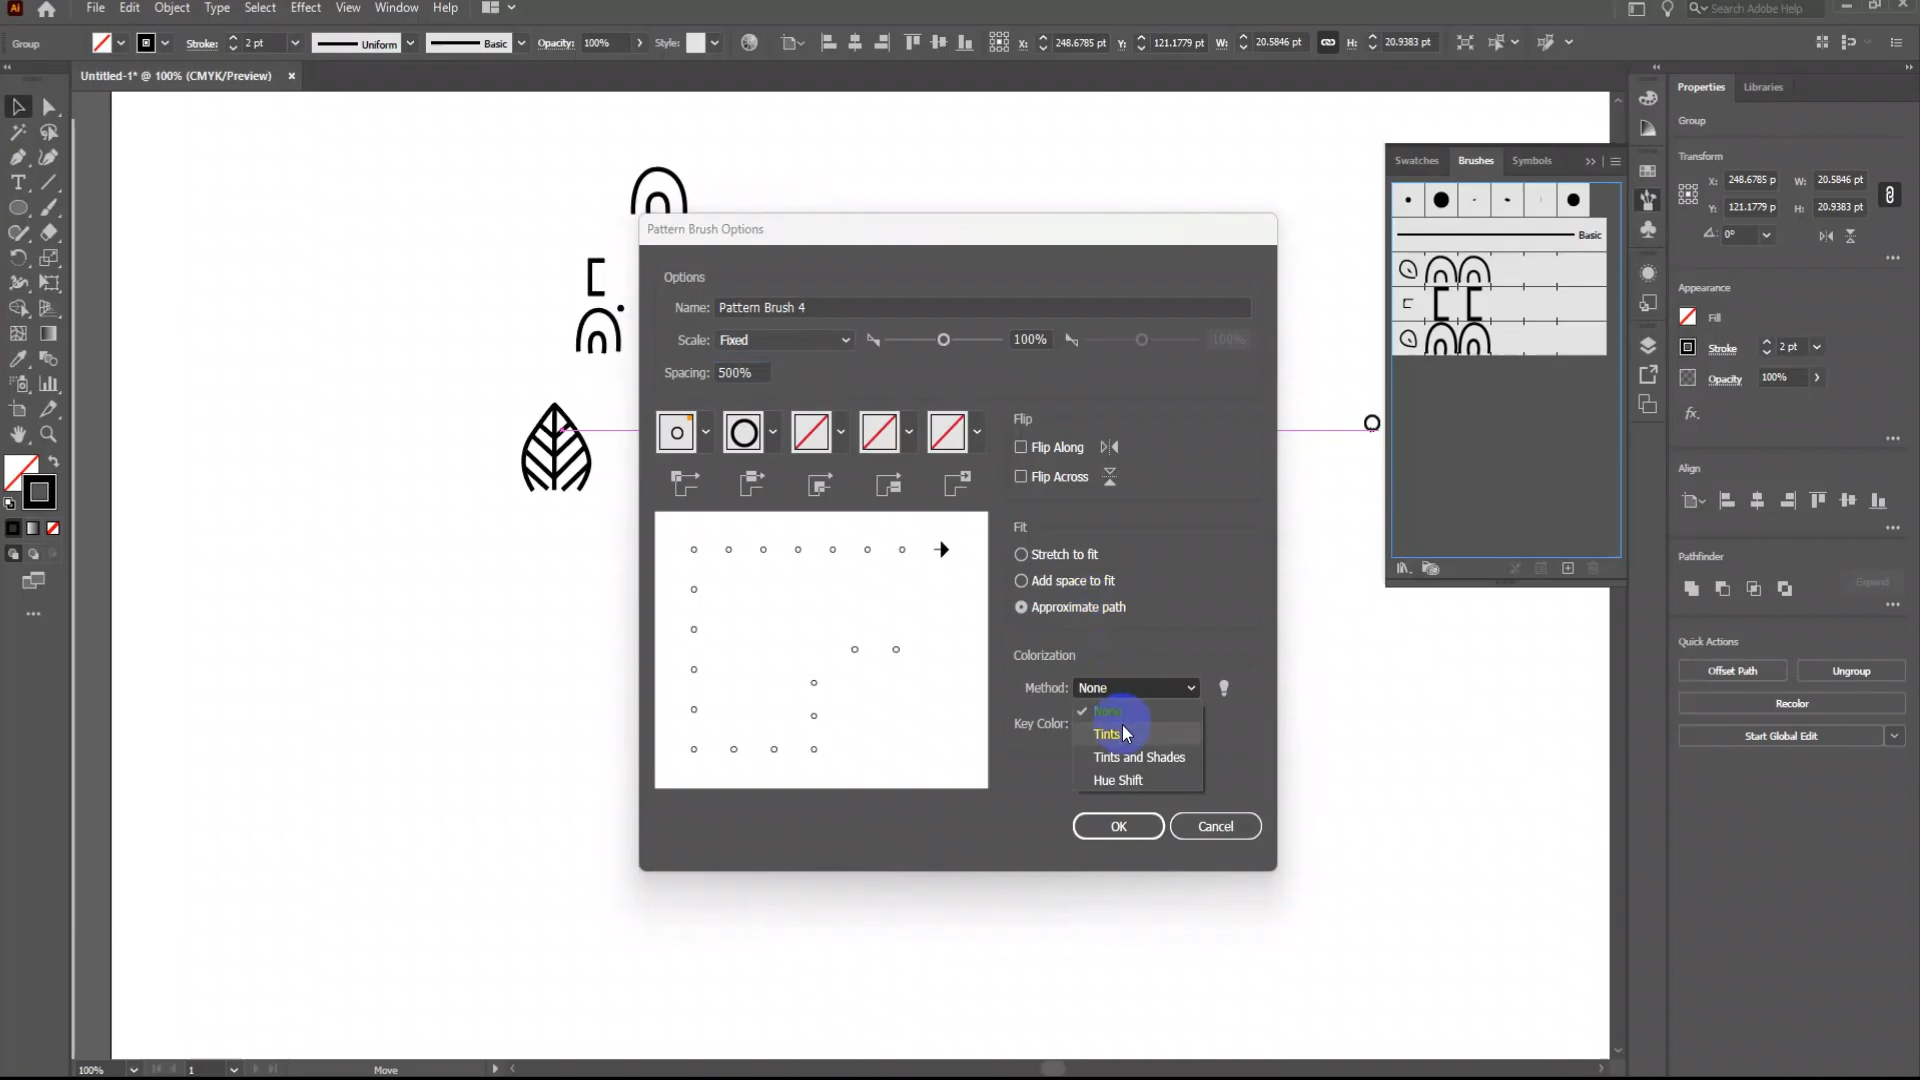 Ai File Edit Object Type Select Effect View Window Help Search Adobe Help
Group Stroke: 2 pt Uniform Basic Opacity: 100% Style: X: 248.6785 pt Y: 121.1779 pt W: 20.5846 pt H: 20.9383 pt
Untitled-1* @ 100% (CMYK/Preview) ×
Properties Libraries
Group
Transform
X: 248.6785 p W: 20.5846 pt
Y: 121.1779 p H: 20.9383 pt
0°
Appearance
Fill
Stroke 2 pt
Opacity 100%
fx.
Align
Pathfinder
Expand
Quick Actions
Offset Path Ungroup
Recolor
Start Global Edit
Swatches Brushes Symbols
Basic
Pattern Brush Options
Options
Name: Pattern Brush 4
Scale: Fixed 100% 100%
Spacing: 500%
Flip
Flip Along
Flip Across
Fit
Stretch to fit
Add space to fit
Approximate path
Colorization
Method: None
Key Color:
None
Tints
Tints and Shades
Hue Shift
OK Cancel
100% 1 Move